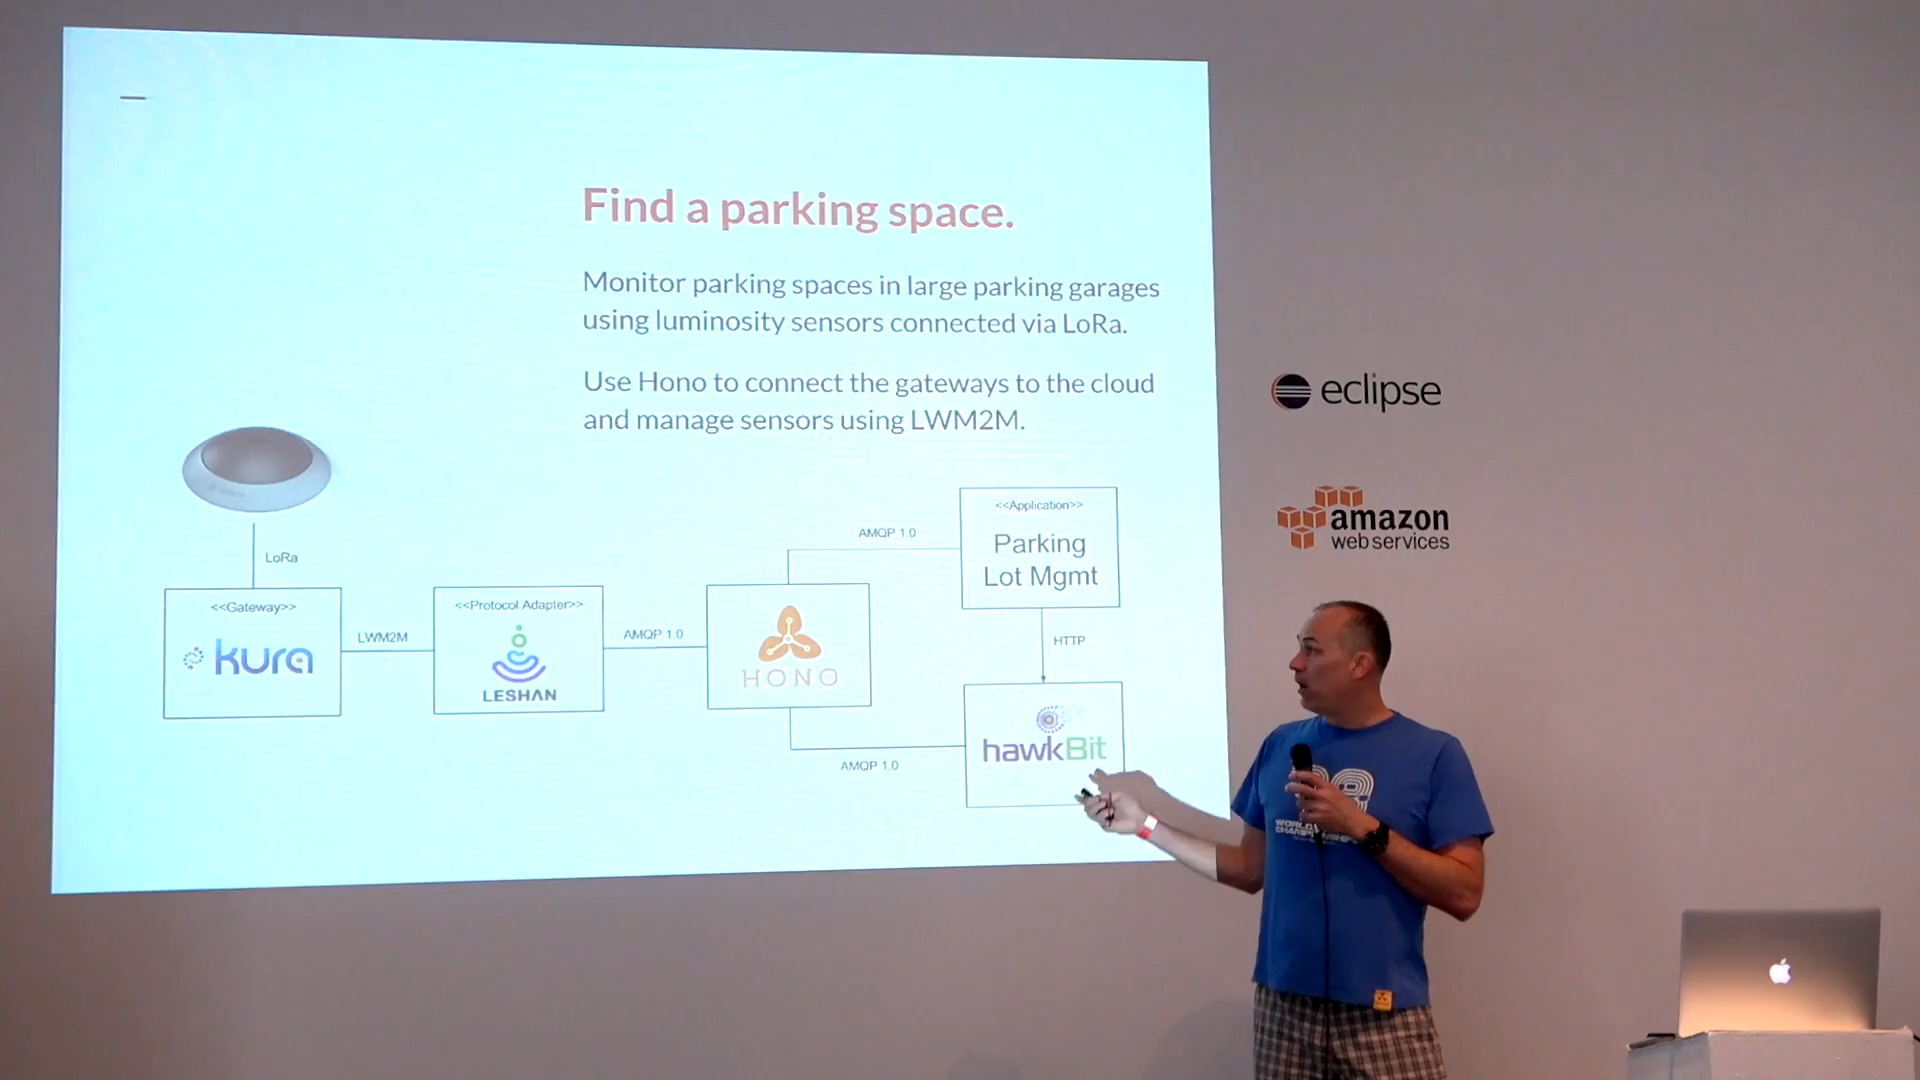 Find a parking space.
Monitor parking spaces in large parking garages
using luminosity sensors connected via LoRa.
Use Hono to connect the gateways to the cloud
and manage sensors using LWM2M.
LoRa
<<Gateway>>
kura
LWM2M
<<Protocol Adapter>>
LESHAN
AMQP 1.0
HONO
AMQP 1.0
<<Application>>
Parking
Lot Mgmt
HTTP
hawkBit
AMQP 1.0
eclipse
amazon
web services
WORLD